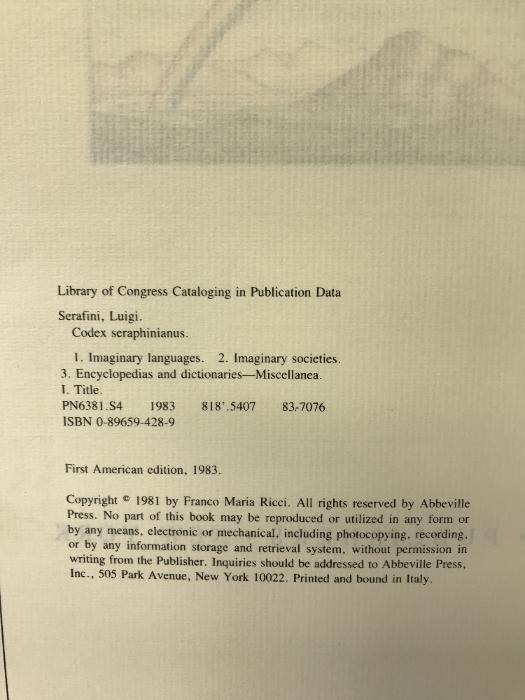 Library of Congress Cataloging in Publication Data
Serafini, Luigi.
Codex seraphinianus.
1. Imaginary languages. 2. Imaginary societies.
3. Encyclopedias and dictionaries—Miscellanea.
I. Title.
PN6381.S4 1983 818'.5407 83-7076
ISBN 0-89659-428-9
First American edition, 1983.
Copyright © 1981 by Franco Maria Ricci. All rights reserved by Abbeville
Press. No part of this book may be reproduced or utilized in any form or
by any means, electronic or mechanical, including photocopying, recording,
or by any information storage and retrieval system, without permission in
writing from the Publisher. Inquiries should be addressed to Abbeville Press,
Inc., 505 Park Avenue, New York 10022. Printed and bound in Italy.